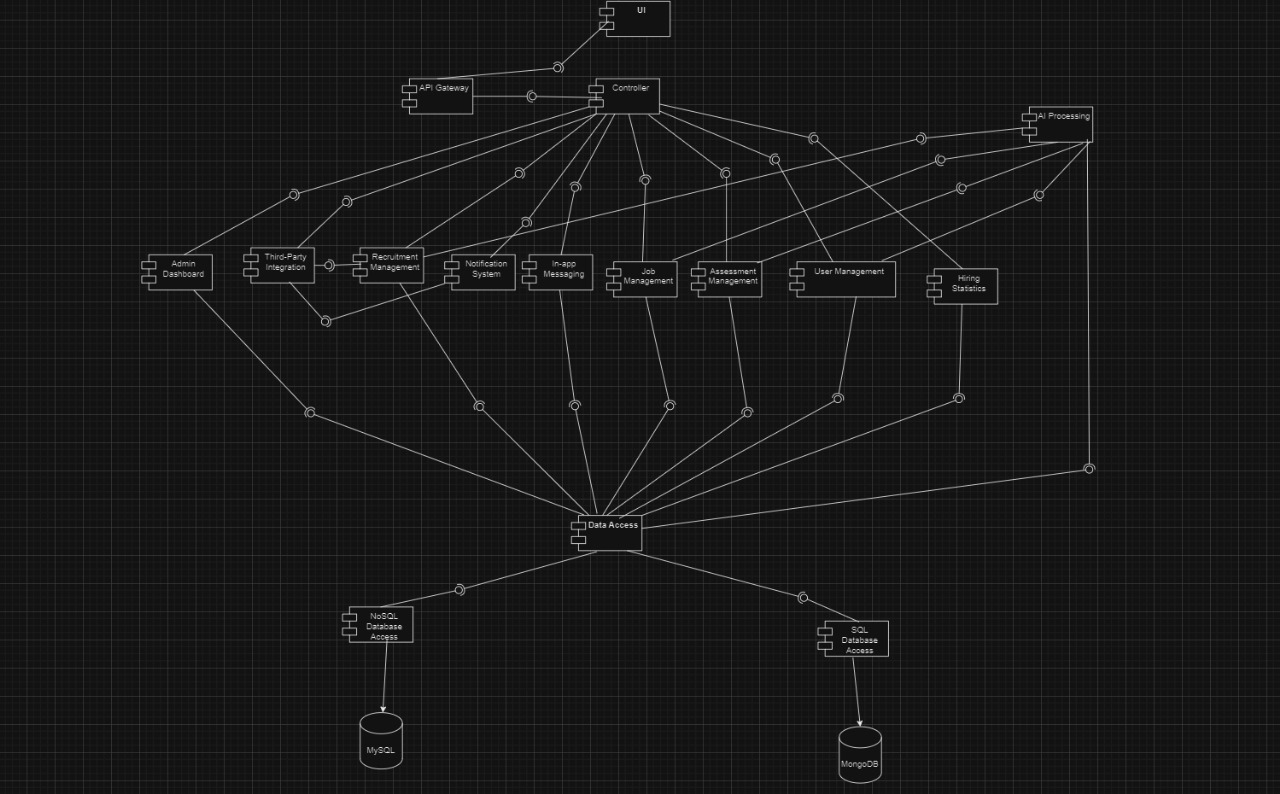 UI
API Gateway
Controller
AI Processing
Admin
Dashboard
Third-Party
Integration
Recruitment
Management
Notification
System
In-app
Messaging
Job
Management
Assessment
Management
User Management
Hiring
Statistics
Data Access
NoSQL
Database
Access
SQL
Database
Access
MySQL
MongoDB